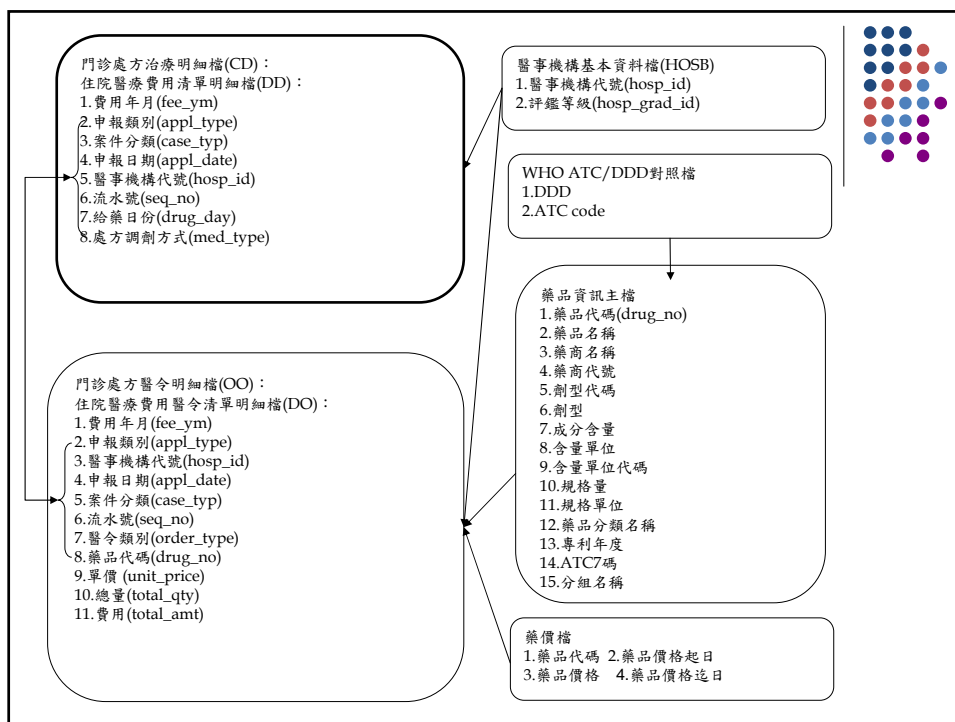 門診處方治療明細檔(CD)：
住院醫療費用清單明細檔(DD)：
1.費用年月(fee_ym)
2.申報類別(appl_type)
3.案件分類(case_typ)
4.申報日期(appl_date)
5.醫事機構代號(hosp_id)
6.流水號(seq_no)
7.給藥日份(drug_day)
8.處方調劑方式(med_type)
門診處方醫令明細檔(OO)：
住院醫療費用醫令清單明細檔(DO)：
1.費用年月(fee_ym)
2.申報類別(appl_type)
3.醫事機構代號(hosp_id)
4.申報日期(appl_date)
5.案件分類(case_typ)
6.流水號(seq_no)
7.醫令類別(order_type)
8.藥品代碼(drug_no)
9.單價 (unit_price)
10.總量(total_qty)
11.費用(total_amt)
醫事機構基本資料檔(HOSB)
1.醫事機構代號(hosp_id)
2.評鑑等級(hosp_grad_id)
WHO ATC/DDD對照檔
1.DDD
2.ATC code
藥品資訊主檔
1.藥品代碼(drug_no)
2.藥品名稱
3.藥商名稱
4.藥商代號
5.劑型代碼
6.劑型
7.成分含量
8.含量單位
9.含量單位代碼
10.規格量
11.規格單位
12.藥品分類名稱
13.專利年度
14.ATC7碼
15.分組名稱
藥價檔
1.藥品代碼 2.藥品價格起日
3.藥品價格 4.藥品價格迄日